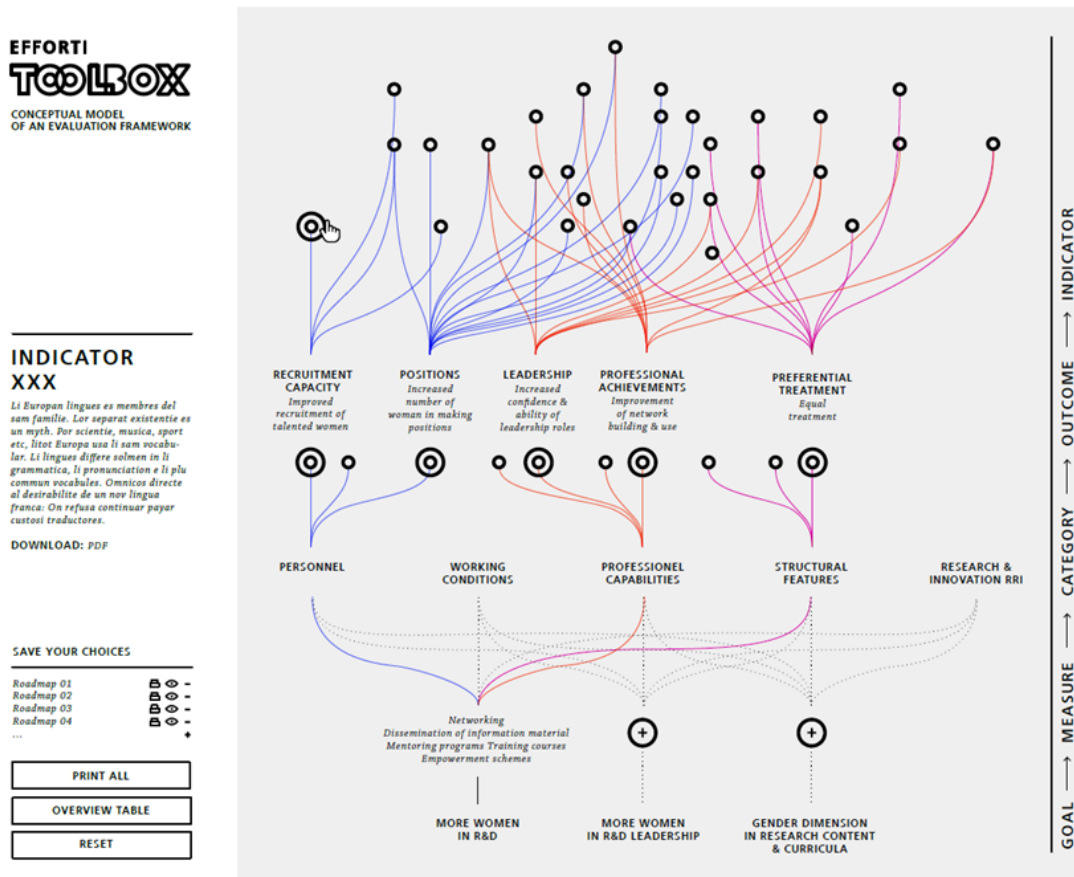 EFFORTI
TOOLBOX
CONCEPTUAL MODEL
OF AN EVALUATION FRAMEWORK
INDICATOR
XXX
Li Europan lingues es membres del
sam familie. Lor separat existentie es
un myth. Por scientie, musica, sport
etc, litot Europa usa li sam vocabu-
lar. Li lingues differe solmen in li
grammatica, li pronunciation e li plu
commun vocabules. Omnicos directe
al desirabilite de un nov lingua
franca: On refusa continuar payar
custosi traductores.
DOWNLOAD: PDF
SAVE YOUR CHOICES
Roadmap 01
Roadmap 02
Roadmap 03
Roadmap 04
...
PRINT ALL
OVERVIEW TABLE
RESET
RECRUITMENT
CAPACITY
Improved
recruitment of
talented women
POSITIONS
Increased
number of
woman in making
positions
LEADERSHIP
Increased
confidence &
ability of
leadership roles
PROFESSIONAL
ACHIEVEMENTS
Improvement
of network
building & use
PREFERENTIAL
TREATMENT
Equal
treatment
PERSONNEL
WORKING
CONDITIONS
PROFESSIONEL
CAPABILITIES
STRUCTURAL
FEATURES
RESEARCH &
INNOVATION RRI
Networking
Dissemination of information material
Mentoring programs Training courses
Empowerment schemes
MORE WOMEN
IN R&D
MORE WOMEN
IN R&D LEADERSHIP
GENDER DIMENSION
IN RESEARCH CONTENT
& CURRICULA
GOAL → MEASURE → CATEGORY → OUTCOME → INDICATOR